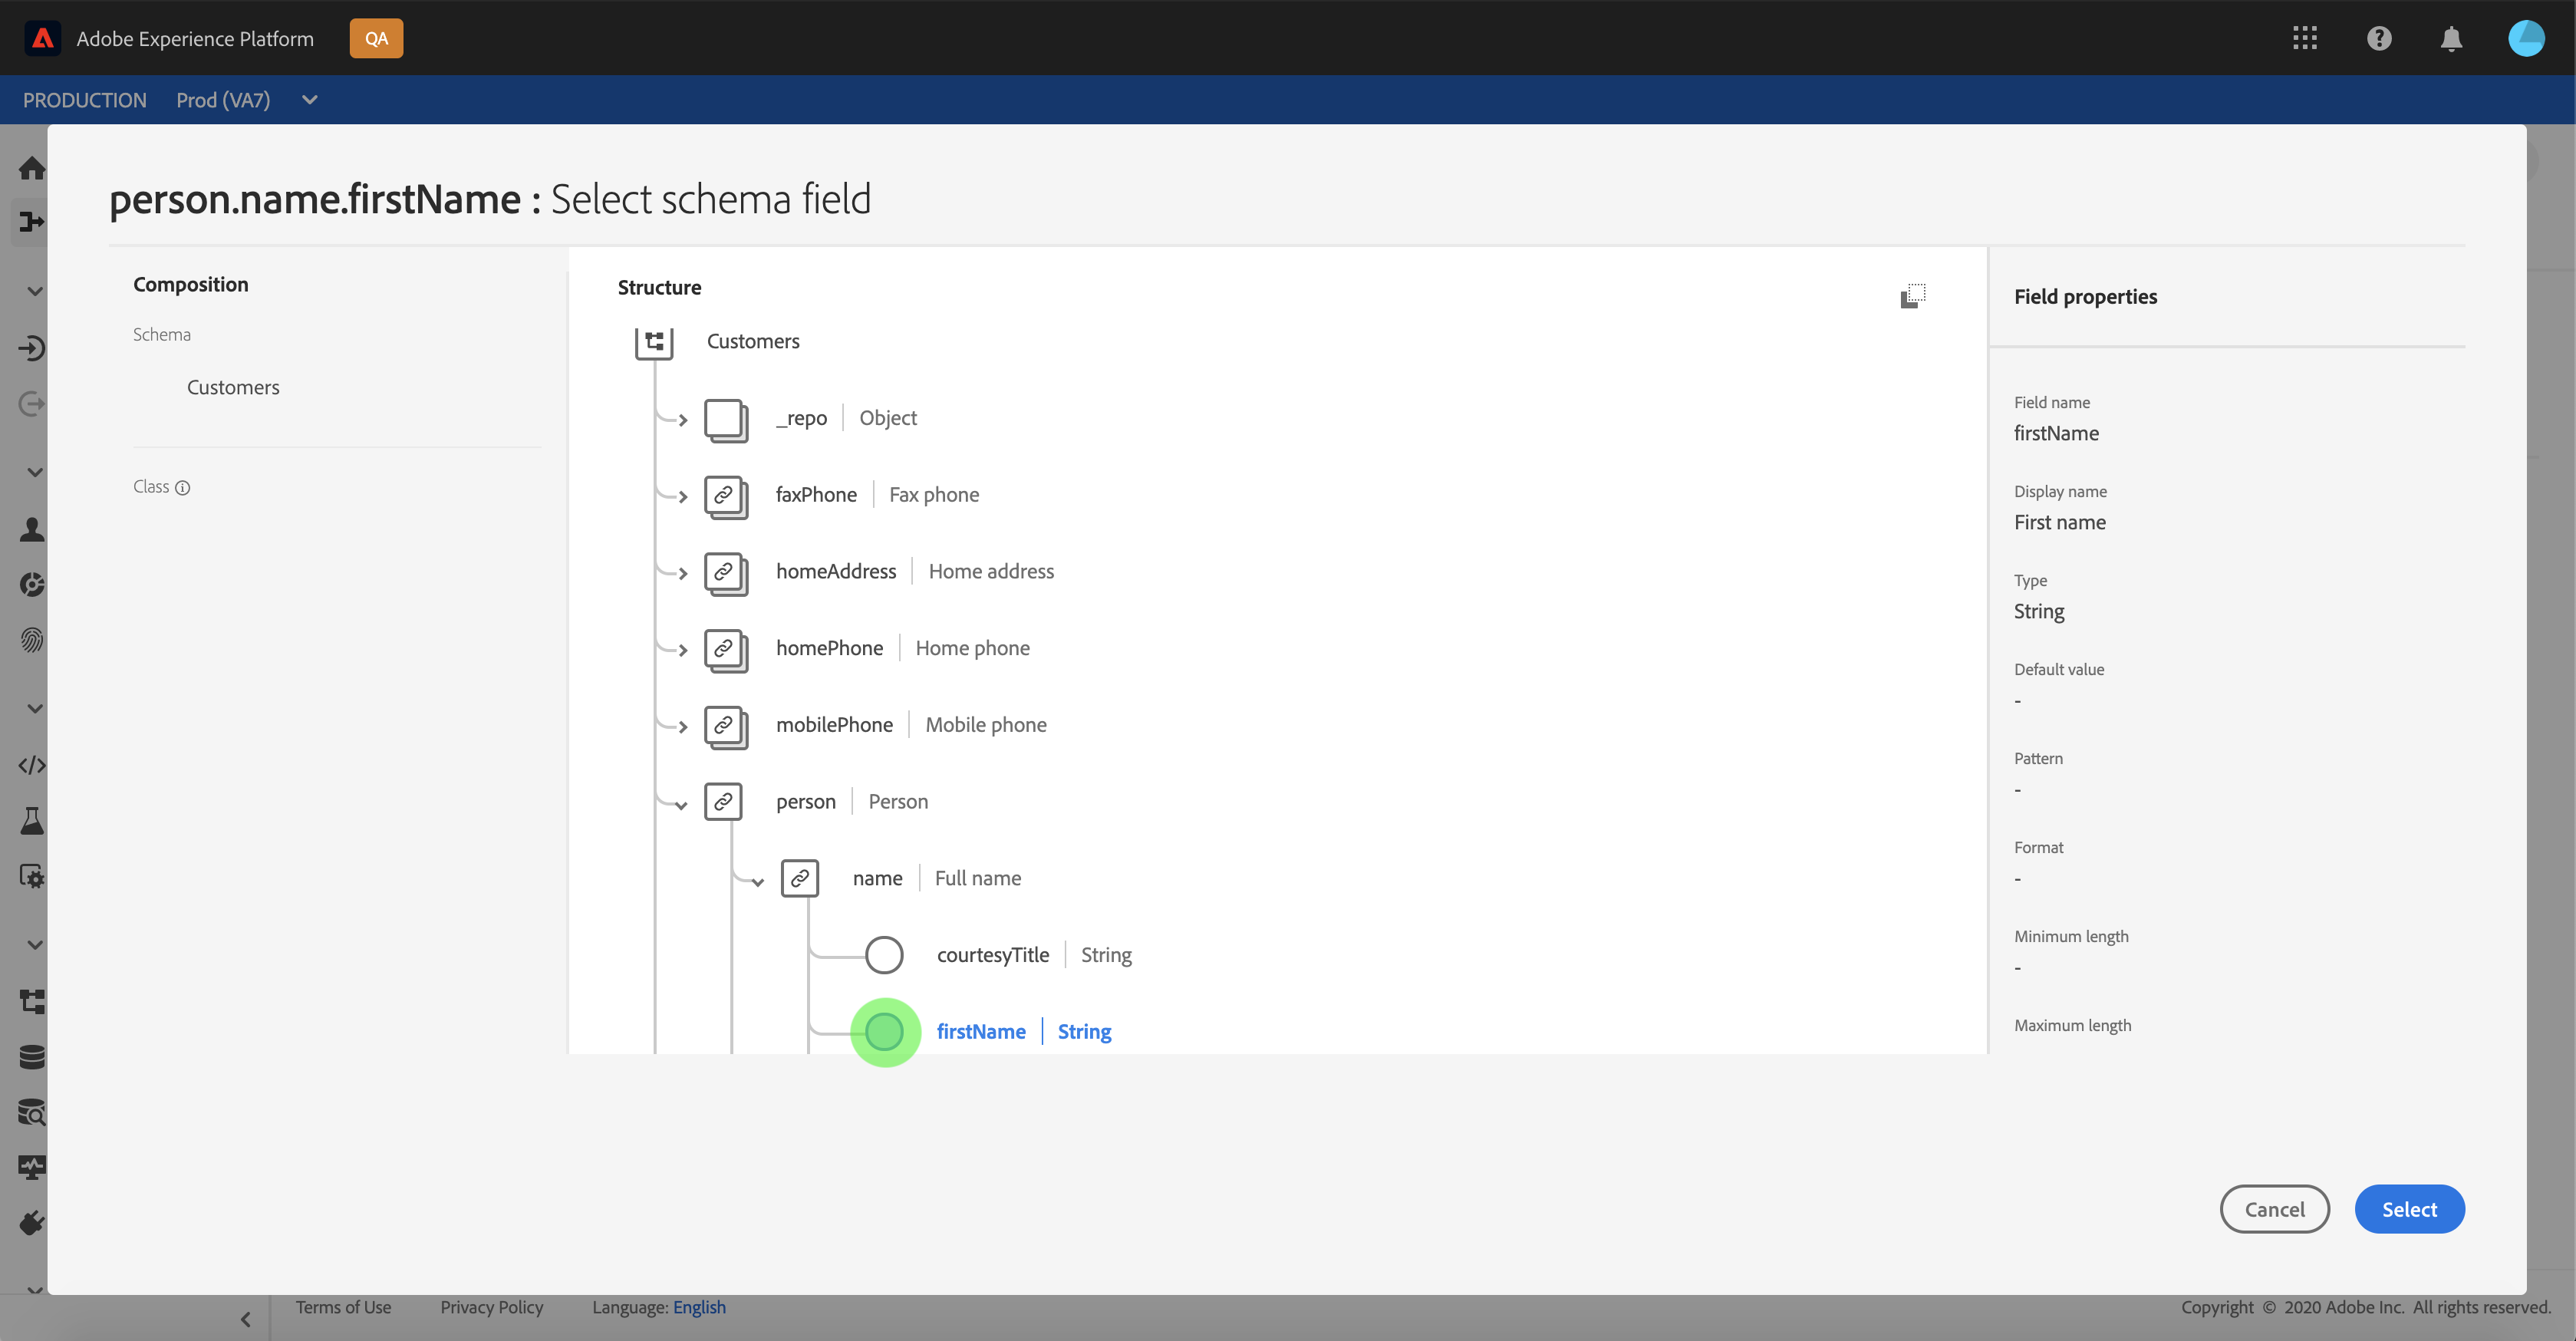 Adobe Experience Platform QA
PRODUCTION Prod (VA7)
person.name.firstName : Select schema field
Composition
Schema
Customers
Class
Structure
Customers
_repo Object
faxPhone Fax phone
homeAddress Home address
homePhone Home phone
mobilePhone Mobile phone
person Person
name Full name
courtesyTitle String
firstName String
Field properties
Field name
firstName
Display name
First name
Type
String
Default value
-
Pattern
-
Format
-
Minimum length
-
Maximum length
Cancel Select
Terms of Use Privacy Policy Language: English Copyright © 2020 Adobe Inc. All rights reserved.